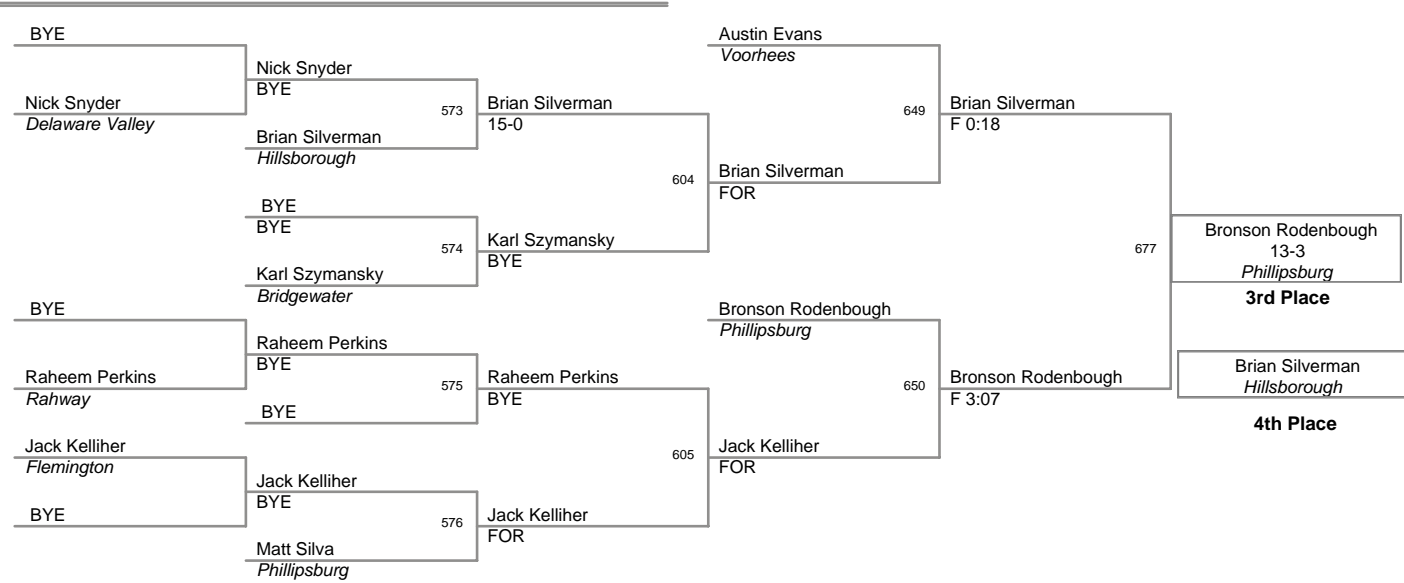 BYE
Nick Snyder
Delaware Valley
Nick Snyder
BYE
Brian Silverman
Hillsborough
573
Brian Silverman
15-0
BYE
BYE
Karl Szymansky
Bridgewater
574
Karl Szymansky
BYE
604
Brian Silverman
FOR
Austin Evans
Voorhees
649
Brian Silverman
F 0:18
BYE
Raheem Perkins
Rahway
Raheem Perkins
BYE
BYE
575
Raheem Perkins
BYE
Jack Kelliher
Flemington
BYE
Jack Kelliher
BYE
Matt Silva
Phillipsburg
576
Jack Kelliher
FOR
605
Jack Kelliher
FOR
Bronson Rodenbough
Phillipsburg
650
Bronson Rodenbough
F 3:07
677
Bronson Rodenbough
13-3
Phillipsburg
3rd Place
Brian Silverman
Hillsborough
4th Place